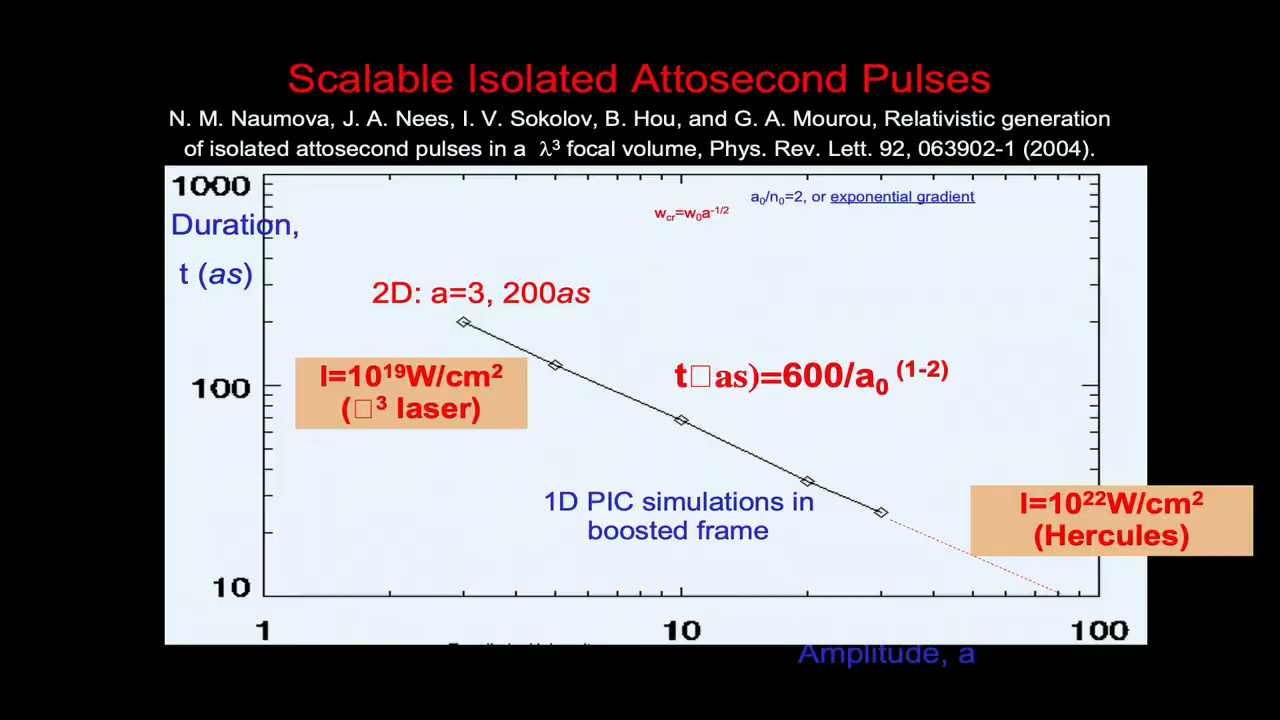 Scalable Isolated Attosecond Pulses
N. M. Naumova, J. A. Nees, I. V. Sokolov, B. Hou, and G. A. Mourou, Relativistic generation
of isolated attosecond pulses in a λ³ focal volume, Phys. Rev. Lett. 92, 063902-1 (2004).
1000
Duration,
t (as)
a₀/n₀=2, or exponential gradient
w_cr=w₀a^-1/2
2D: a=3, 200as
I=10¹⁹W/cm²
(□³ laser)
t□as)=600/a₀ ⁽¹⁻²⁾
100
1D PIC simulations in
boosted frame
I=10²²W/cm²
(Hercules)
10
1
10
100
Amplitude, a